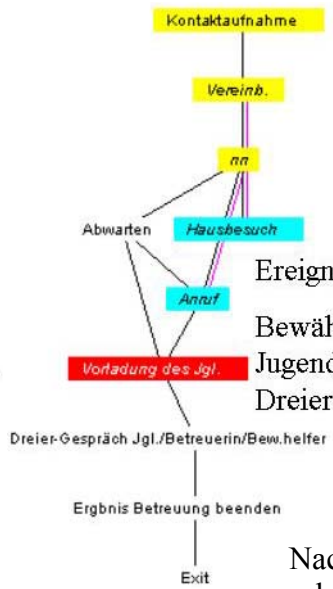 Kontaktaufnahme
Vereinb.
nn
Abwarten
Hausbesuch
Anruf
Vorladung des Jgl.
Dreier-Gespräch Jgl./Betreuerin/Bew.helfer
Ergbnis Betreuung beenden
Exit
Ereign
Bewäh
Jugend
Dreier
Nac